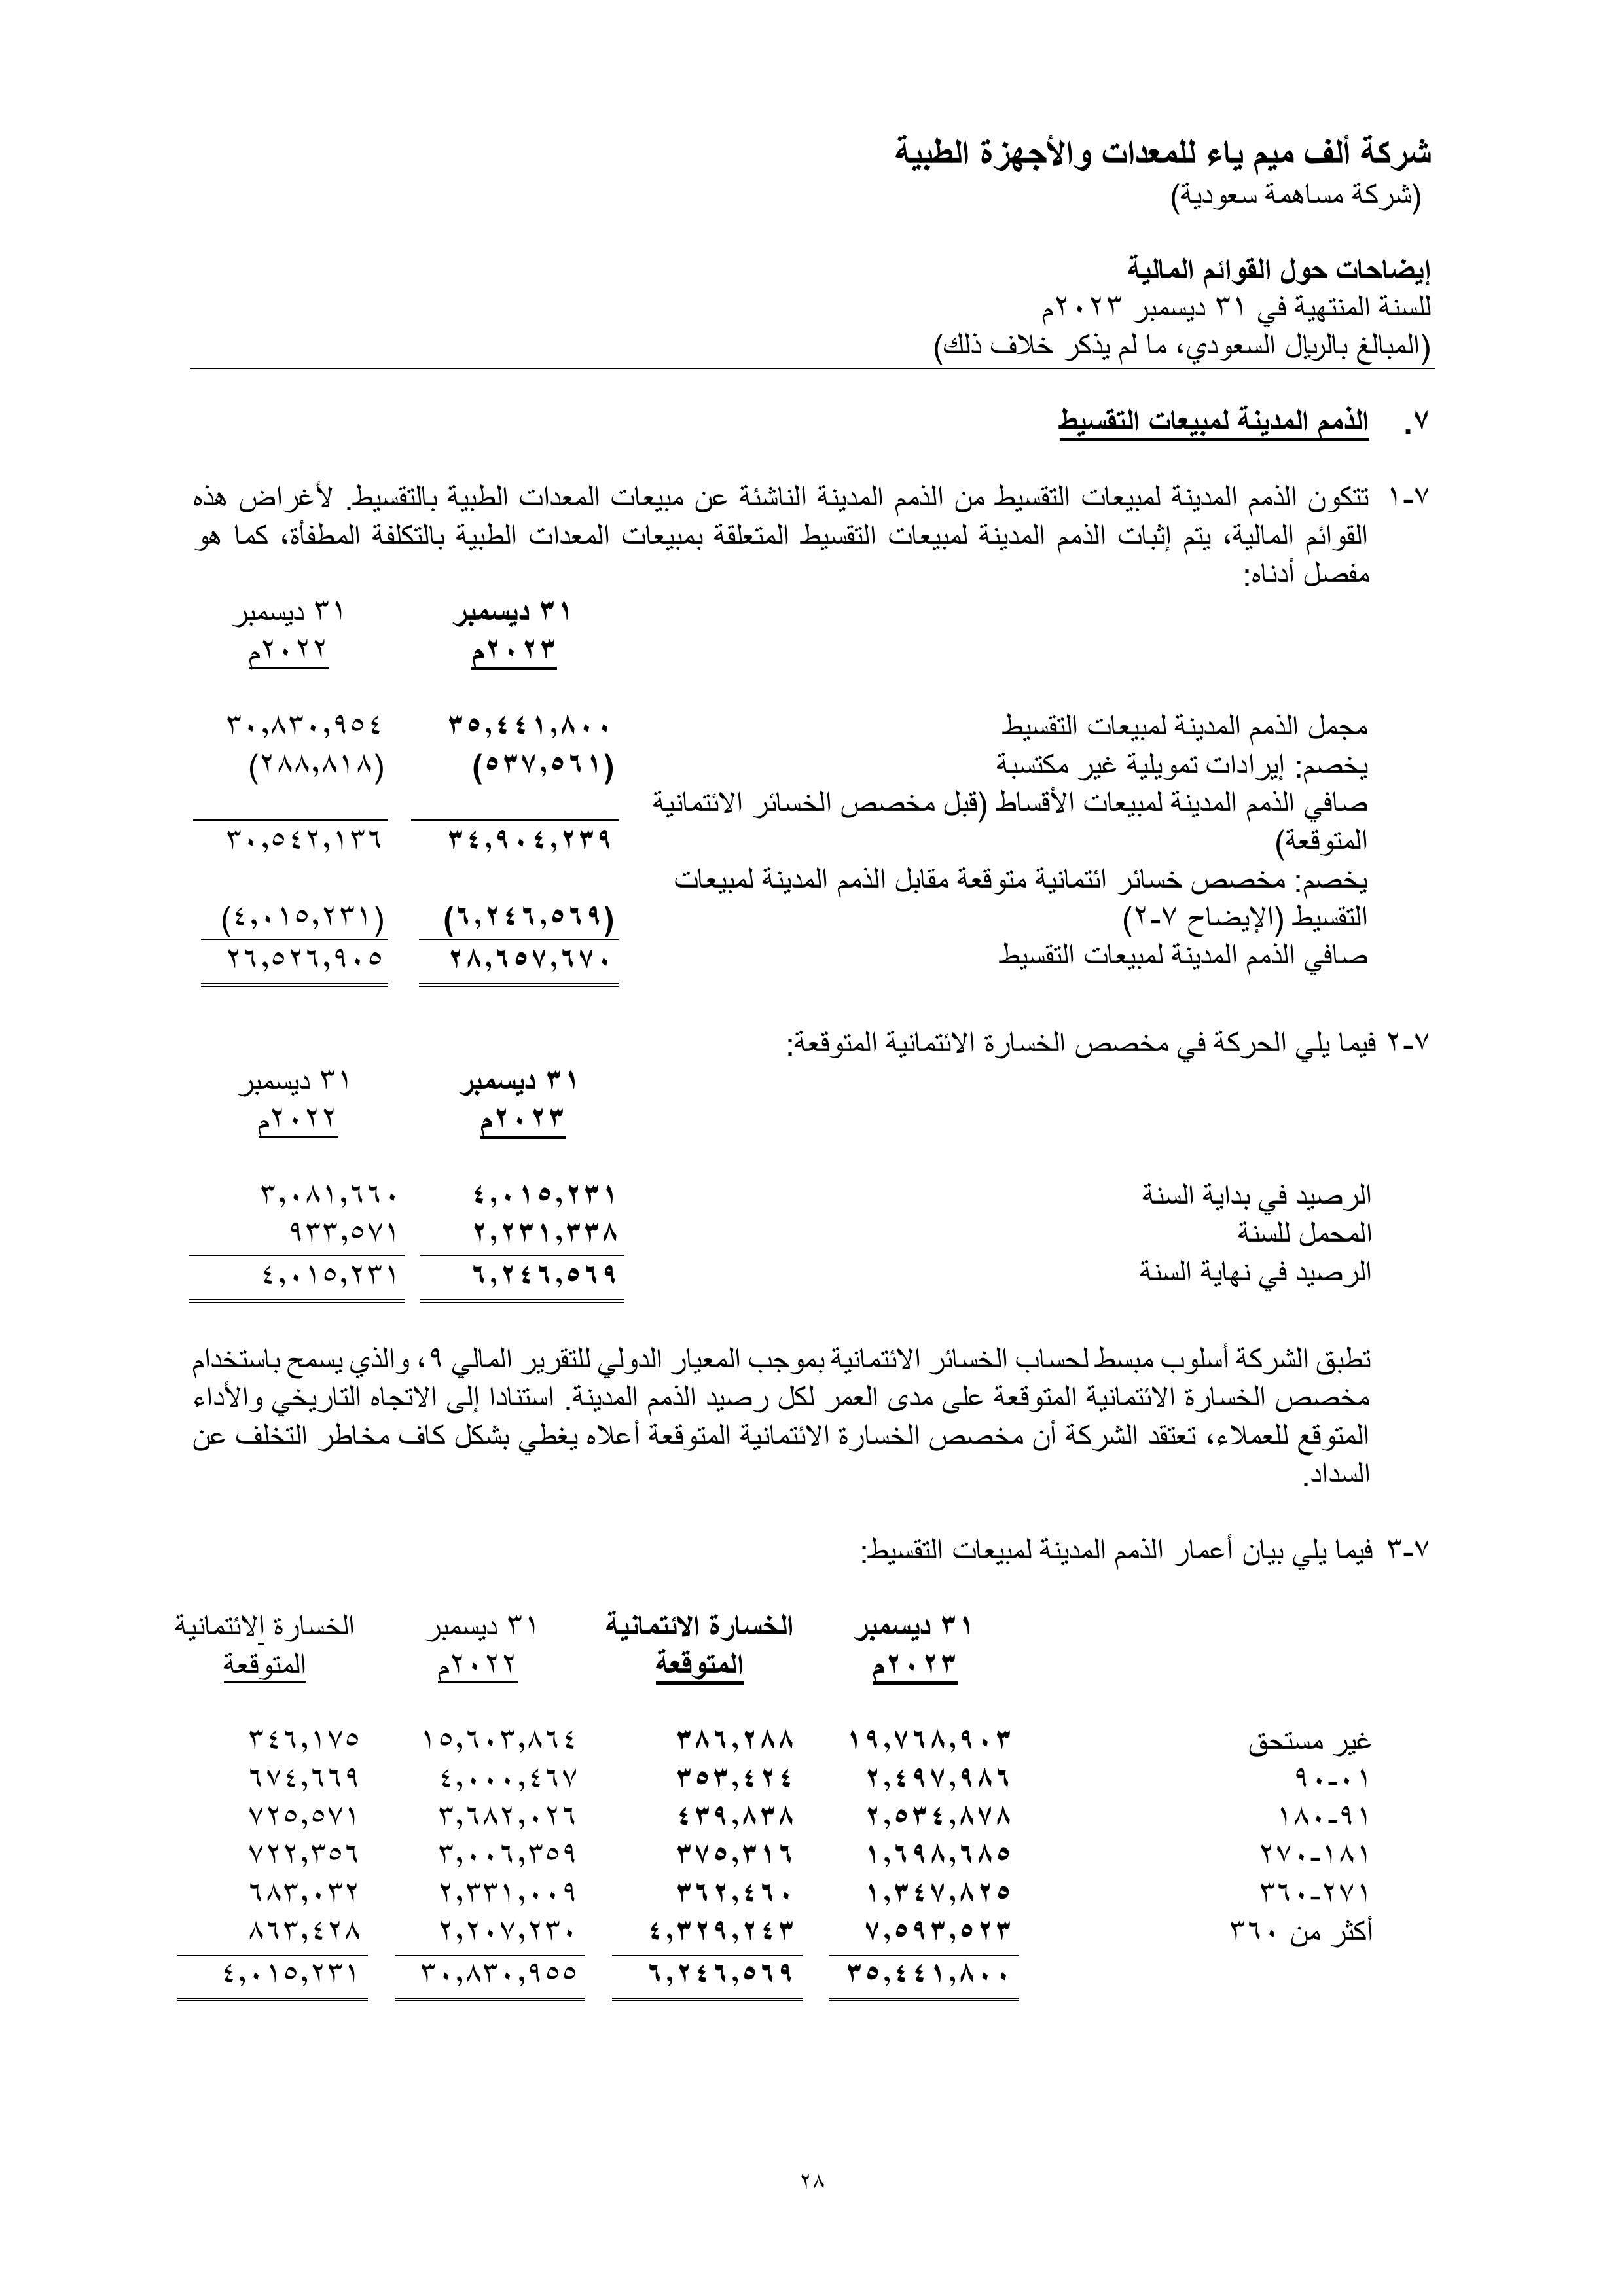 شركة ألف ميم ياء للمعدات والأجهزة الطبية
(شركة مساهمة سعودية)
إيضاحات حول القوائم المالية
للسنة المنتهية في ٣١ ديسمبر ٢٠٢٣م
(المبالغ بالريال السعودي، ما لم يذكر خلاف ذلك)
٧. الذمم المدينة لمبيعات التقسيط
٧-١ تتكون الذمم المدينة لمبيعات التقسيط من الذمم المدينة الناشئة عن مبيعات المعدات الطبية بالتقسيط. لأغراض هذه
القوائم المالية، يتم إثبات الذمم المدينة لمبيعات التقسيط المتعلقة بمبيعات المعدات الطبية بالتكلفة المطفأة، كما هو
مفصل أدناه:
٣١ ديسمبر ٣١ ديسمبر
٢٠٢٣م ٢٠٢٢م
مجمل الذمم المدينة لمبيعات التقسيط ٣٥,٤٤١,٨٠٠ ٣٠,٨٣٠,٩٥٤
يخصم: إيرادات تمويلية غير مكتسبة (٥٣٧,٥٦١) (٢٨٨,٨١٨)
صافي الذمم المدينة لمبيعات الأقساط (قبل مخصص الخسائر الائتمانية
المتوقعة) ٣٤,٩٠٤,٢٣٩ ٣٠,٥٤٢,١٣٦
يخصم: مخصص خسائر ائتمانية متوقعة مقابل الذمم المدينة لمبيعات
التقسيط (الإيضاح ٧-٢) (٦,٢٤٦,٥٦٩) (٤,٠١٥,٢٣١)
صافي الذمم المدينة لمبيعات التقسيط ٢٨,٦٥٧,٦٧٠ ٢٦,٥٢٦,٩٠٥
٧-٢ فيما يلي الحركة في مخصص الخسارة الائتمانية المتوقعة:
٣١ ديسمبر ٣١ ديسمبر
٢٠٢٣م ٢٠٢٢م
الرصيد في بداية السنة ٤,٠١٥,٢٣١ ٣,٠٨١,٦٦٠
المحمل للسنة ٢,٢٣١,٣٣٨ ٩٣٣,٥٧١
الرصيد في نهاية السنة ٦,٢٤٦,٥٦٩ ٤,٠١٥,٢٣١
تطبق الشركة أسلوب مبسط لحساب الخسائر الائتمانية بموجب المعيار الدولي للتقرير المالي ٩، والذي يسمح باستخدام
مخصص الخسارة الائتمانية المتوقعة على مدى العمر لكل رصيد الذمم المدينة. استنادا إلى الاتجاه التاريخي والأداء
المتوقع للعملاء، تعتقد الشركة أن مخصص الخسارة الائتمانية المتوقعة أعلاه يغطي بشكل كاف مخاطر التخلف عن
السداد.
٧-٣ فيما يلي بيان أعمار الذمم المدينة لمبيعات التقسيط:
٣١ ديسمبر الخسارة الائتمانية ٣١ ديسمبر الخسارة الائتمانية
٢٠٢٣م المتوقعة ٢٠٢٢م المتوقعة
غير مستحق ١٩,٧٦٨,٩٠٣ ٣٨٦,٢٨٨ ١٥,٦٠٣,٨٦٤ ٣٤٦,١٧٥
٠١-٩٠ ٢,٤٩٧,٩٨٦ ٣٥٣,٤٢٤ ٤,٠٠٠,٤٦٧ ٦٧٤,٦٦٩
٩١-١٨٠ ٢,٥٣٤,٨٧٨ ٤٣٩,٨٣٨ ٣,٦٨٢,٠٢٦ ٧٢٥,٥٧١
١٨١-٢٧٠ ١,٦٩٨,٦٨٥ ٣٧٥,٣١٦ ٣,٠٠٦,٣٥٩ ٧٢٢,٣٥٦
٢٧١-٣٦٠ ١,٣٤٧,٨٢٥ ٣٦٢,٤٦٠ ٢,٣٣١,٠٠٩ ٦٨٣,٠٣٢
أكثر من ٣٦٠ ٧,٥٩٣,٥٢٣ ٤,٣٢٩,٢٤٣ ٢,٢٠٧,٢٣٠ ٨٦٣,٤٢٨
٣٥,٤٤١,٨٠٠ ٦,٢٤٦,٥٦٩ ٣٠,٨٣٠,٩٥٥ ٤,٠١٥,٢٣١
٢٨